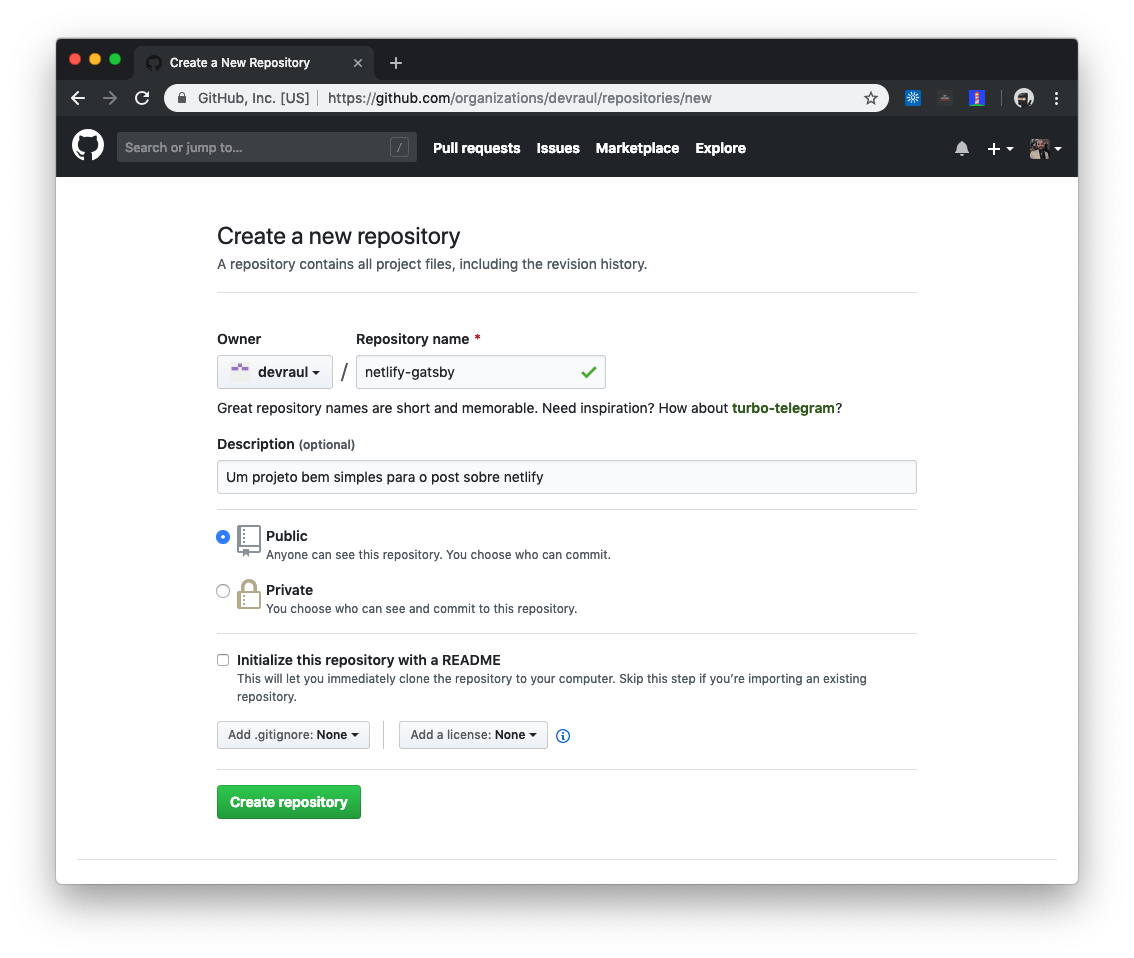 Create a New Repository
GitHub, Inc. [US] https://github.com/organizations/devraul/repositories/new
Search or jump to... / Pull requests Issues Marketplace Explore
Create a new repository
A repository contains all project files, including the revision history.
Owner Repository name *
devraul / netlify-gatsby
Great repository names are short and memorable. Need inspiration? How about turbo-telegram?
Description (optional)
Um projeto bem simples para o post sobre netlify
Public
Anyone can see this repository. You choose who can commit.
Private
You choose who can see and commit to this repository.
Initialize this repository with a README
This will let you immediately clone the repository to your computer. Skip this step if you’re importing an existing
repository.
Add .gitignore: None Add a license: None
Create repository